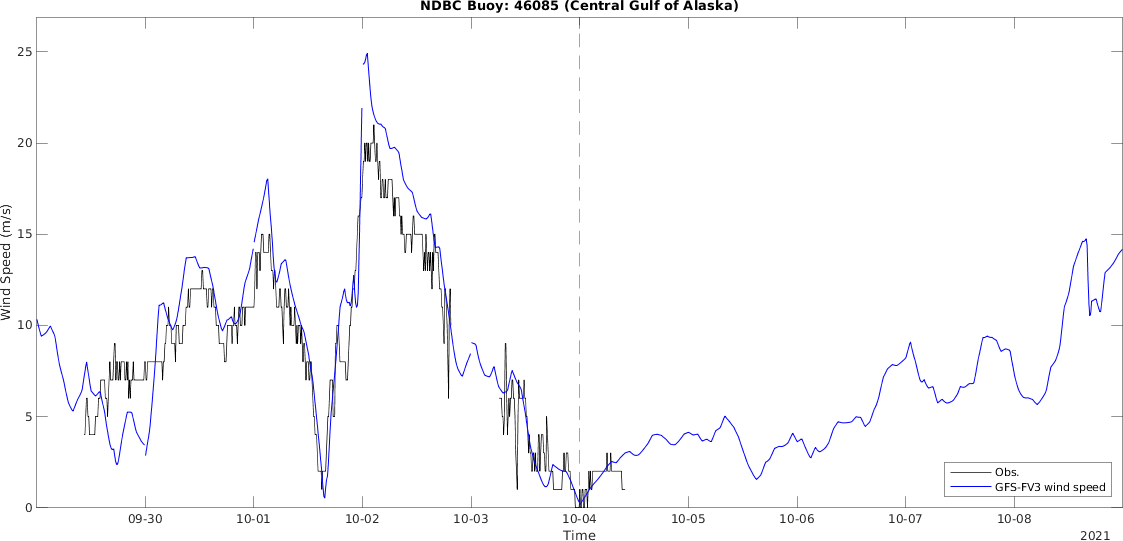 NDBC Buoy: 46085 (Central Gulf of Alaska)
25
20
15
10
5
0
Wind Speed (m/s)
Obs.
GFS-FV3 wind speed
09-30 10-01 10-02 10-03 10-04 10-05 10-06 10-07 10-08
Time
2021